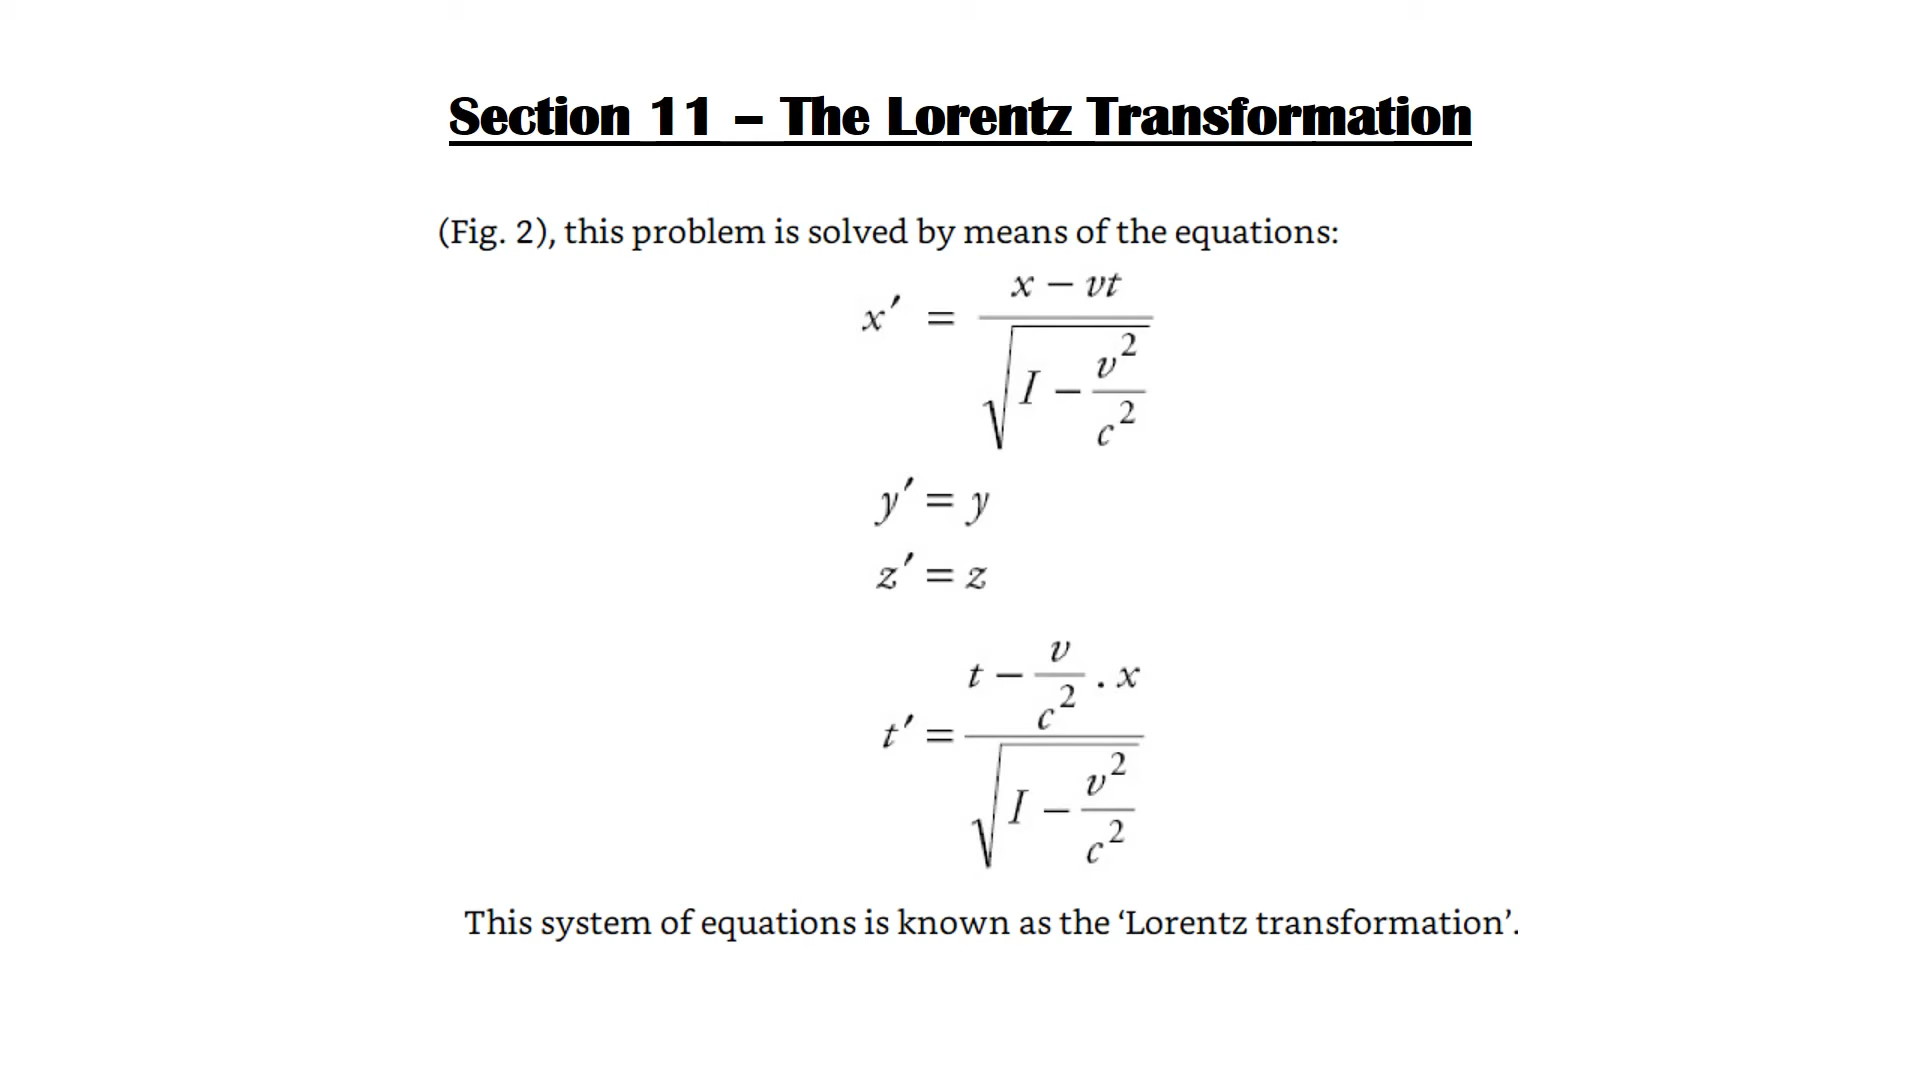 Section 11 – The Lorentz Transformation
(Fig. 2), this problem is solved by means of the equations:
x′ = (x − vt) / √(I − v²/c²)
y′ = y
z′ = z
t′ = (t − v/c² . x) / √(I − v²/c²)
This system of equations is known as the ‘Lorentz transformation’.